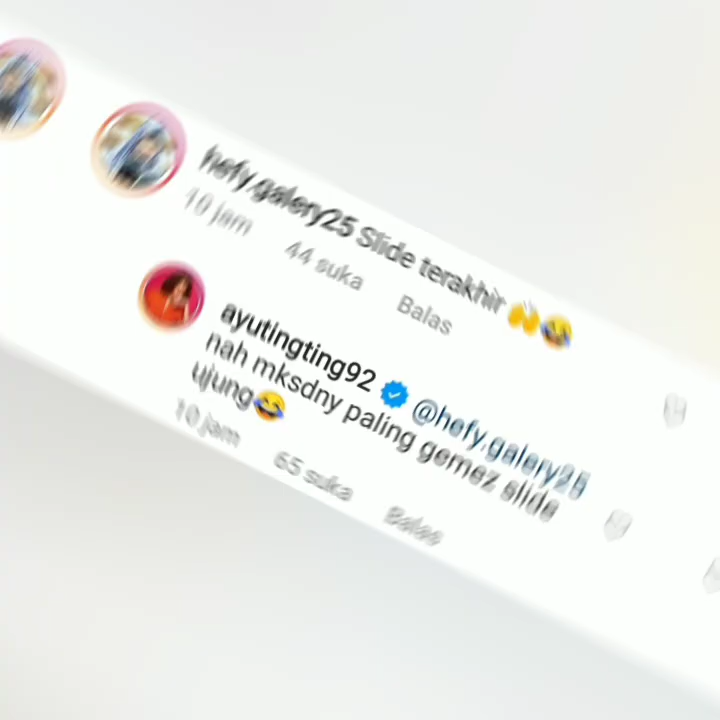 hefy.galery25 Slide terakhir 🙌😂
10 jam 44 suka Balas
ayutingting92 @hefy.galery25
nah mksdny paling gemez slide
ujung😂
10 jam 65 suka Balas